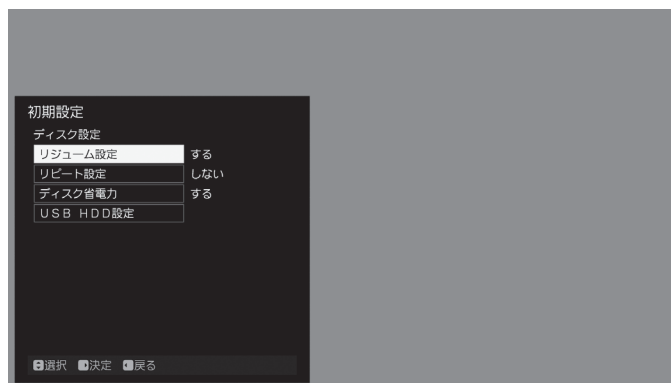 初期設定
ディスク設定
リジューム設定 する
リピート設定 しない
ディスク省電力 する
ＵＳＢ ＨＤＤ設定
選択 決定 戻る